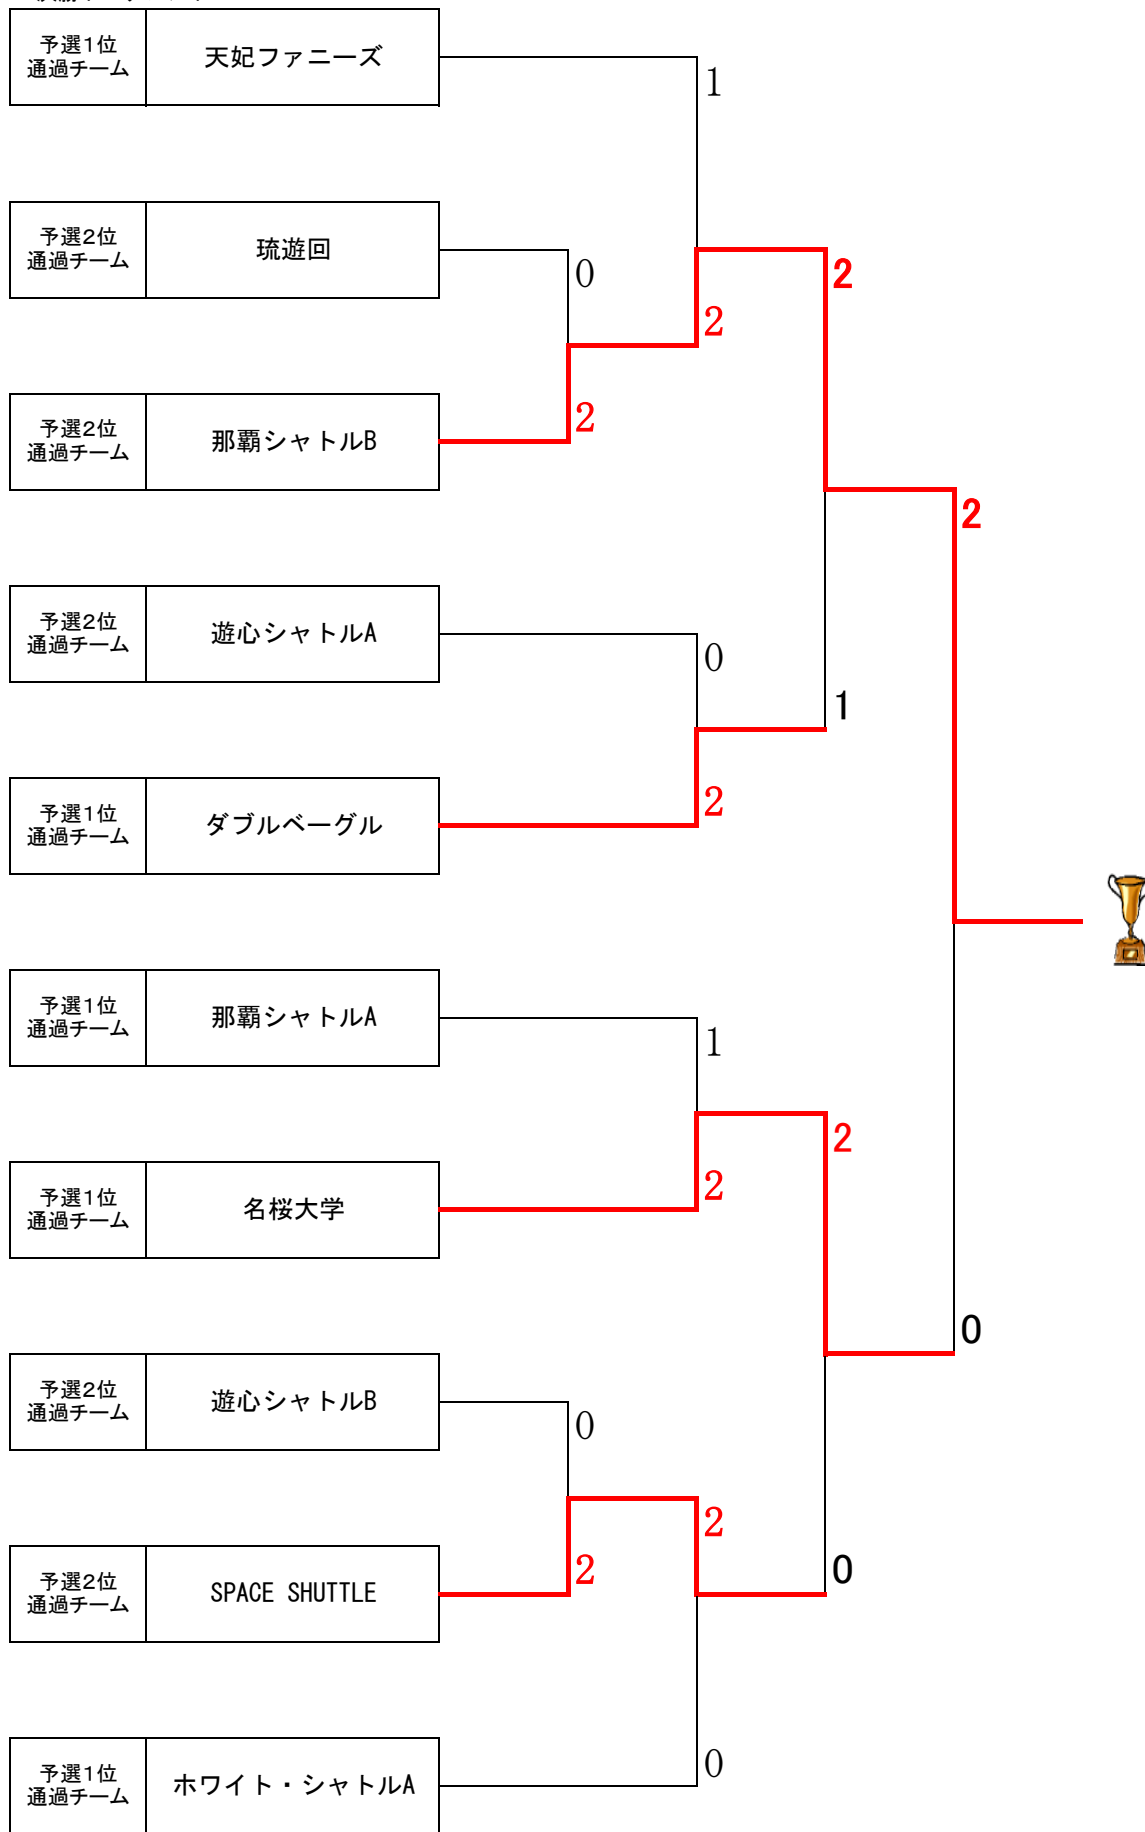 予選1位
通過チーム
天妃ファニーズ
1
予選2位
通過チーム
琉遊回
0
2
2
予選2位
通過チーム
那覇シャトルB
2
2
予選2位
通過チーム
遊心シャトルA
0
1
予選1位
通過チーム
ダブルベーグル
2
予選1位
通過チーム
那覇シャトルA
1
2
予選1位
通過チーム
名桜大学
2
0
予選2位
通過チーム
遊心シャトルB
0
2
予選2位
通過チーム
SPACE SHUTTLE
2
0
予選1位
通過チーム
ホワイト・シャトルA
0